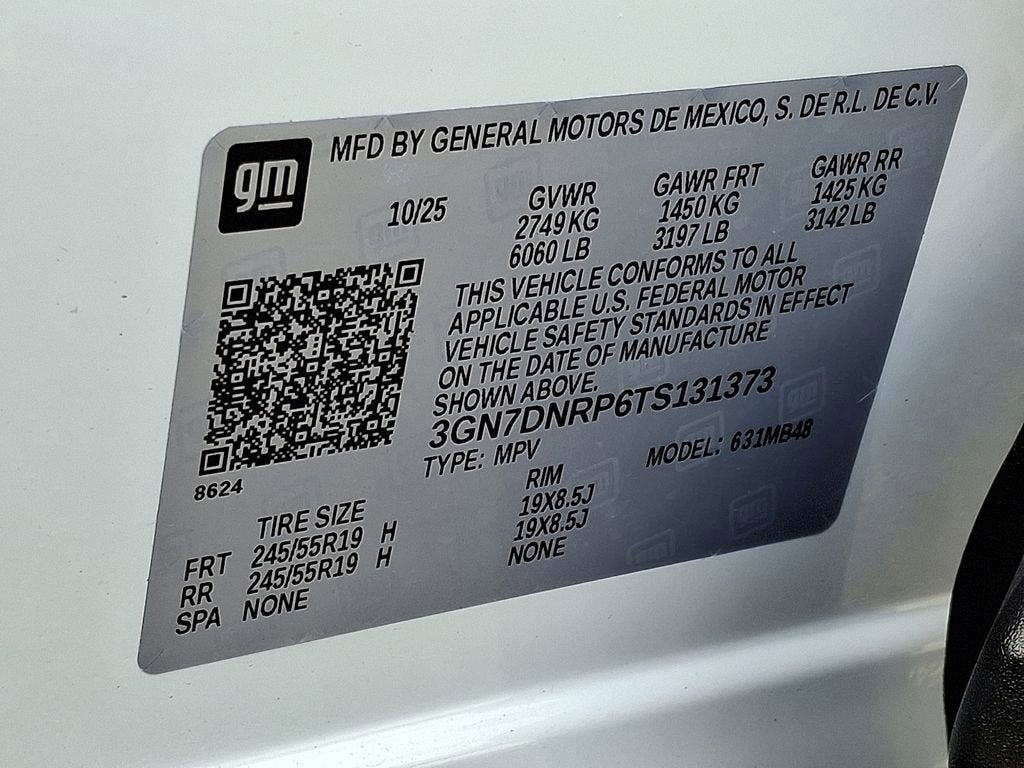 gm
MFD BY GENERAL MOTORS DE MEXICO, S. DE R.L. DE C.V.
10/25
GVWR
2749 KG
6060 LB
GAWR FRT
1450 KG
3197 LB
GAWR RR
1425 KG
3142 LB
THIS VEHICLE CONFORMS TO ALL
APPLICABLE U.S. FEDERAL MOTOR
VEHICLE SAFETY STANDARDS IN EFFECT
ON THE DATE OF MANUFACTURE
SHOWN ABOVE.
3GN7DNRP6TS131373
TYPE: MPV MODEL: 631MB48
8624
TIRE SIZE RIM
FRT 245/55R19 H 19X8.5J
RR 245/55R19 H 19X8.5J
SPA NONE NONE